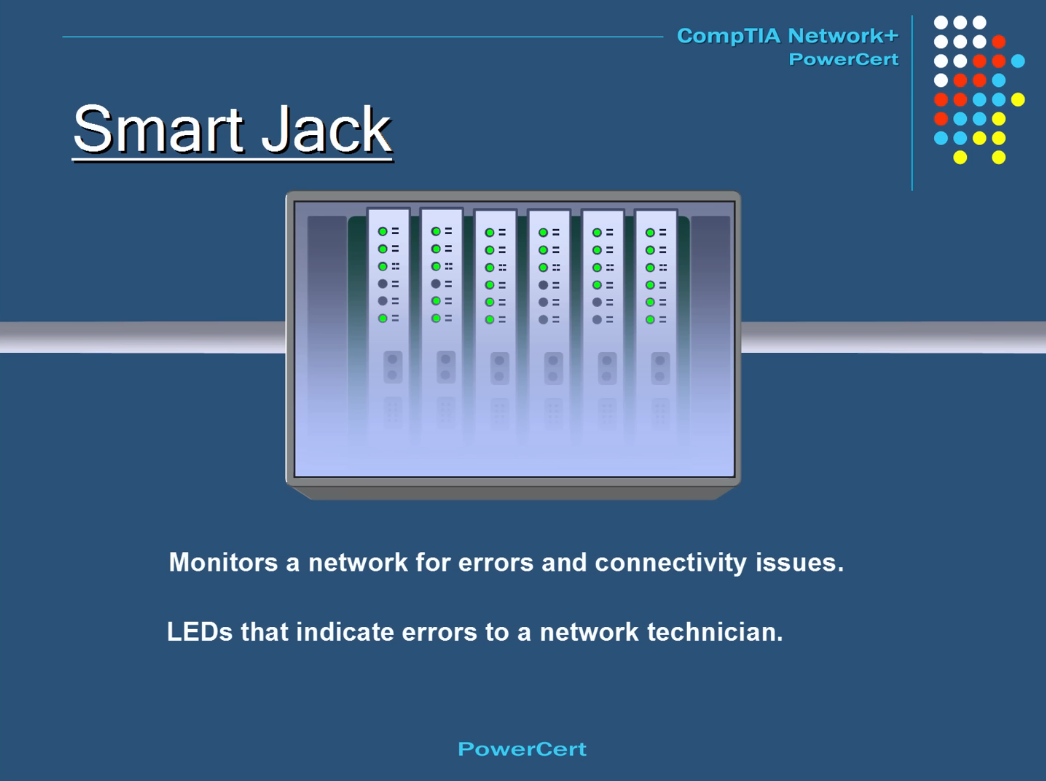 CompTIA Network+
PowerCert
Smart Jack
Monitors a network for errors and connectivity issues.
LEDs that indicate errors to a network technician.
PowerCert